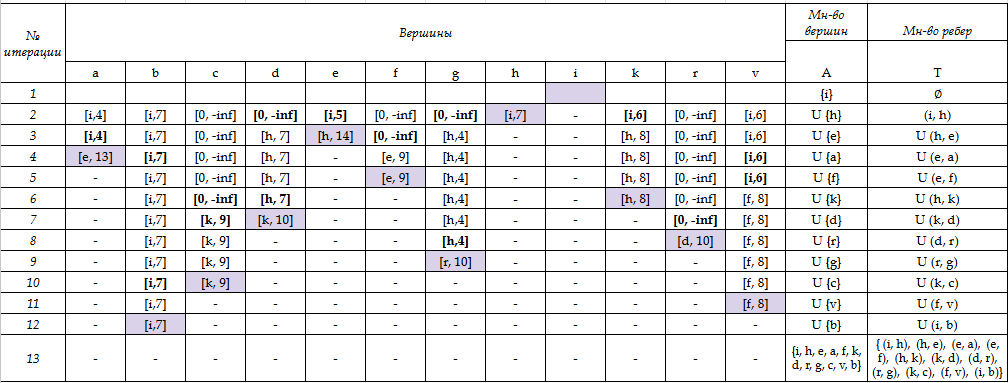 № итерации Вершины Мн-во вершин Мн-во ребер
a b c d e f g h i k r v A T
1 {i} Ø
2 [i,4] [i,7] [0, -inf] [0, -inf] [i,5] [0, -inf] [0, -inf] [i,7] - [i,6] [0, -inf] [i,6] U {h} (i, h)
3 [i,4] [i,7] [0, -inf] [h, 7] [h, 14] [0, -inf] [h,4] - - [h, 8] [0, -inf] [i,6] U {e} U (h, e)
4 [e, 13] [i,7] [0, -inf] [h, 7] - [e, 9] [h,4] - - [h, 8] [0, -inf] [i,6] U {a} U (e, a)
5 - [i,7] [0, -inf] [h, 7] - [e, 9] [h,4] - - [h, 8] [0, -inf] [i,6] U {f} U (e, f)
6 - [i,7] [0, -inf] [h, 7] - - [h,4] - - [h, 8] [0, -inf] [f, 8] U {k} U (h, k)
7 - [i,7] [k, 9] [k, 10] - - [h,4] - - - [0, -inf] [f, 8] U {d} U (k, d)
8 - [i,7] [k, 9] - - - [h,4] - - - [d, 10] [f, 8] U {r} U (d, r)
9 - [i,7] [k, 9] - - - [r, 10] - - - - [f, 8] U {g} U (r, g)
10 - [i,7] [k, 9] - - - - - - - - [f, 8] U {c} U (k, c)
11 - [i,7] - - - - - - - - - [f, 8] U {v} U (f, v)
12 - [i,7] - - - - - - - - - - U {b} U (i, b)
13 - - - - - - - - - - - - {i, h, e, a, f, k, d, r, g, c, v, b} { (i, h), (h, e), (e, a), (e, f), (h, k), (k, d), (d, r), (r, g), (k, c), (f, v), (i, b)}